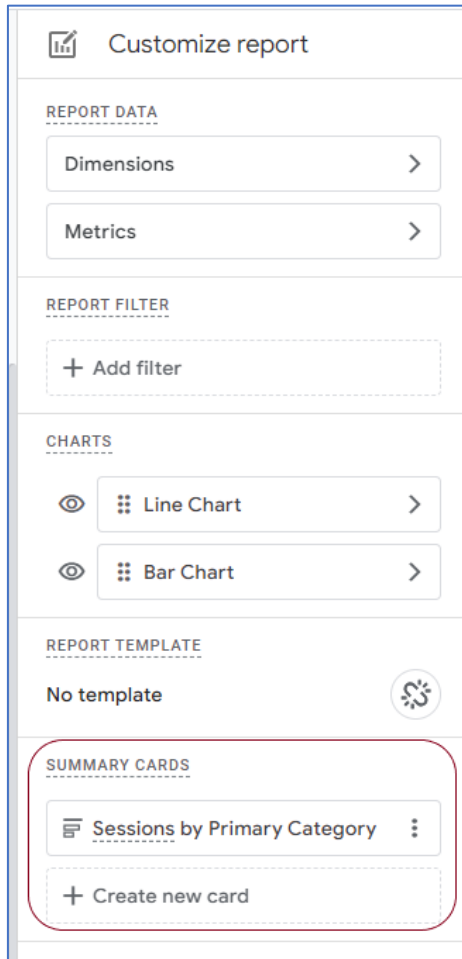 Customize report
REPORT DATA
Dimensions
Metrics
REPORT FILTER
+ Add filter
CHARTS
Line Chart
Bar Chart
REPORT TEMPLATE
No template
SUMMARY CARDS
Sessions by Primary Category
+ Create new card